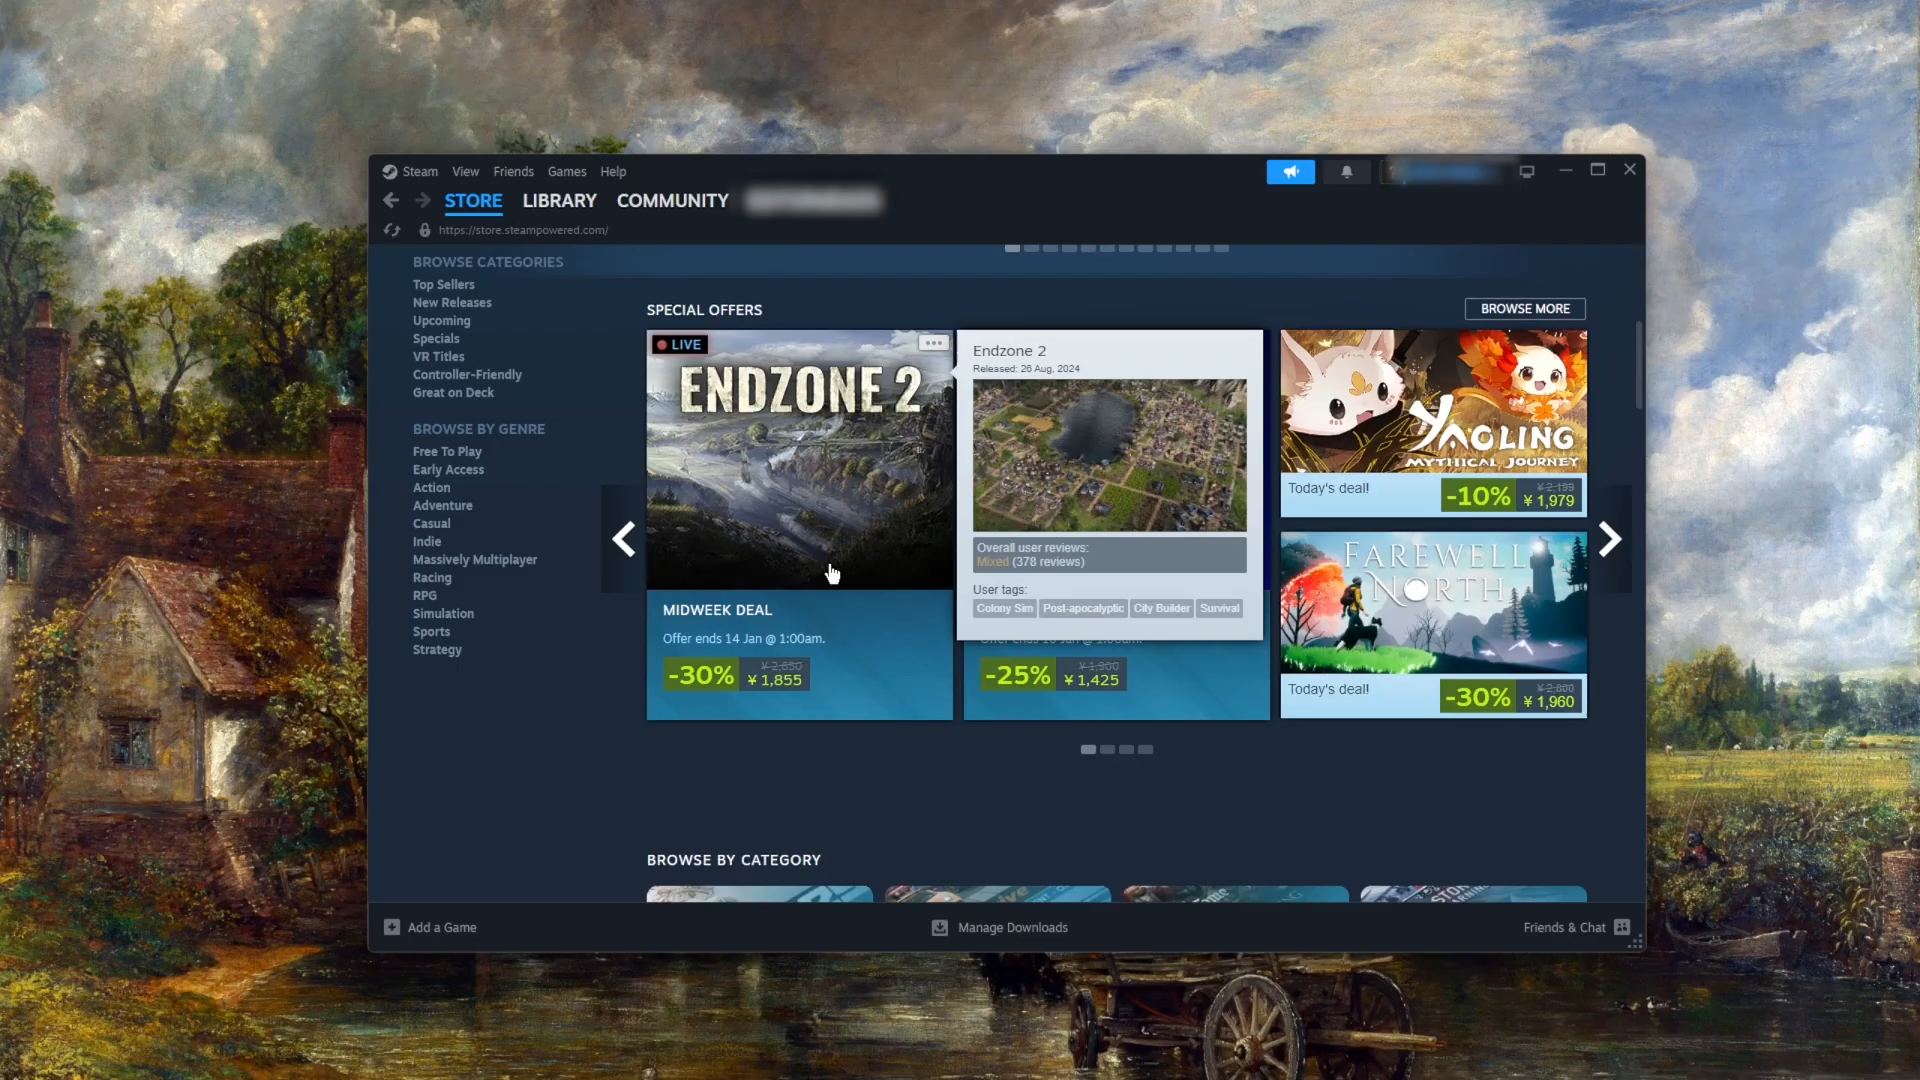 Steam View Friends Games Help
STORE LIBRARY COMMUNITY
https://store.steampowered.com/
BROWSE CATEGORIES
Top Sellers
New Releases
Upcoming
Specials
VR Titles
Controller-Friendly
Great on Deck
BROWSE BY GENRE
Free To Play
Early Access
Action
Adventure
Casual
Indie
Massively Multiplayer
Racing
RPG
Simulation
Sports
Strategy
SPECIAL OFFERS
BROWSE MORE
LIVE
ENDZONE 2
MIDWEEK DEAL
Offer ends 14 Jan @ 1:00am.
-30% ¥ 2,650
¥ 1,855
Endzone 2
Released: 26 Aug, 2024
Overall user reviews:
Mixed (378 reviews)
User tags:
Colony Sim Post-apocalyptic City Builder Survival
-25% ¥ 1,900
¥ 1,425
YAOLING
MYTHICAL JOURNEY
Today's deal!
-10% ¥ 2,199
¥ 1,979
FAREWELL
NORTH
Today's deal!
-30% ¥ 2,800
¥ 1,960
BROWSE BY CATEGORY
Add a Game
Manage Downloads
Friends & Chat